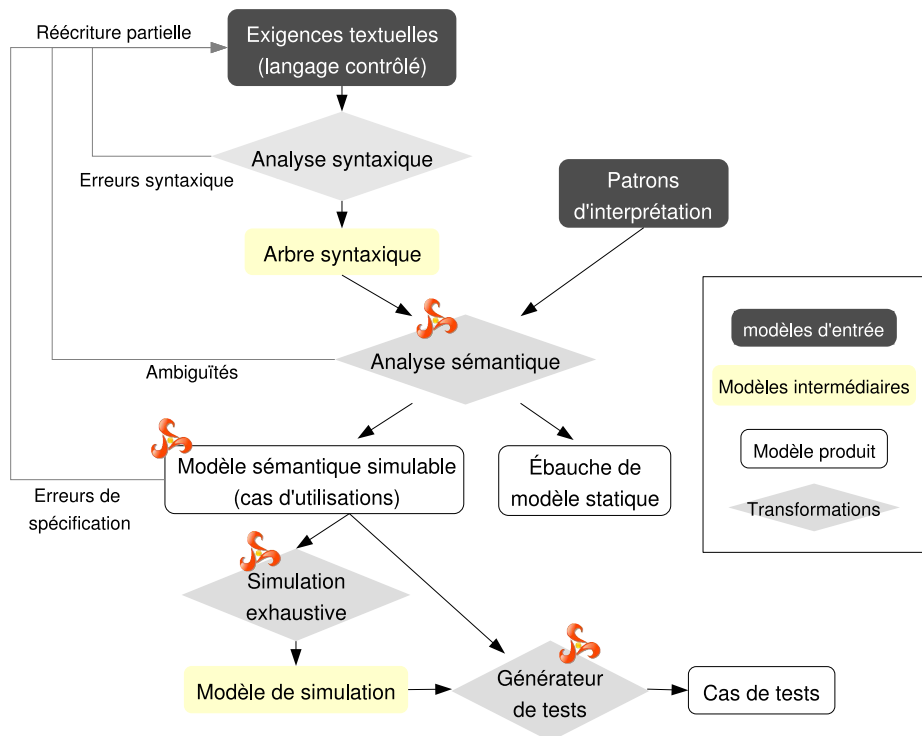 Réécriture partielle
Exigences textuelles
(langage contrôlé)
Analyse syntaxique
Erreurs syntaxique
Patrons
d'interprétation
Arbre syntaxique
modèles d'entrée
Analyse sémantique
Ambiguïtés
Modèles intermédiaires
Modèle produit
Modèle sémantique simulable
(cas d'utilisations)
Ébauche de
modèle statique
Erreurs de
spécification
Transformations
Simulation
exhaustive
Modèle de simulation
Générateur
de tests
Cas de tests